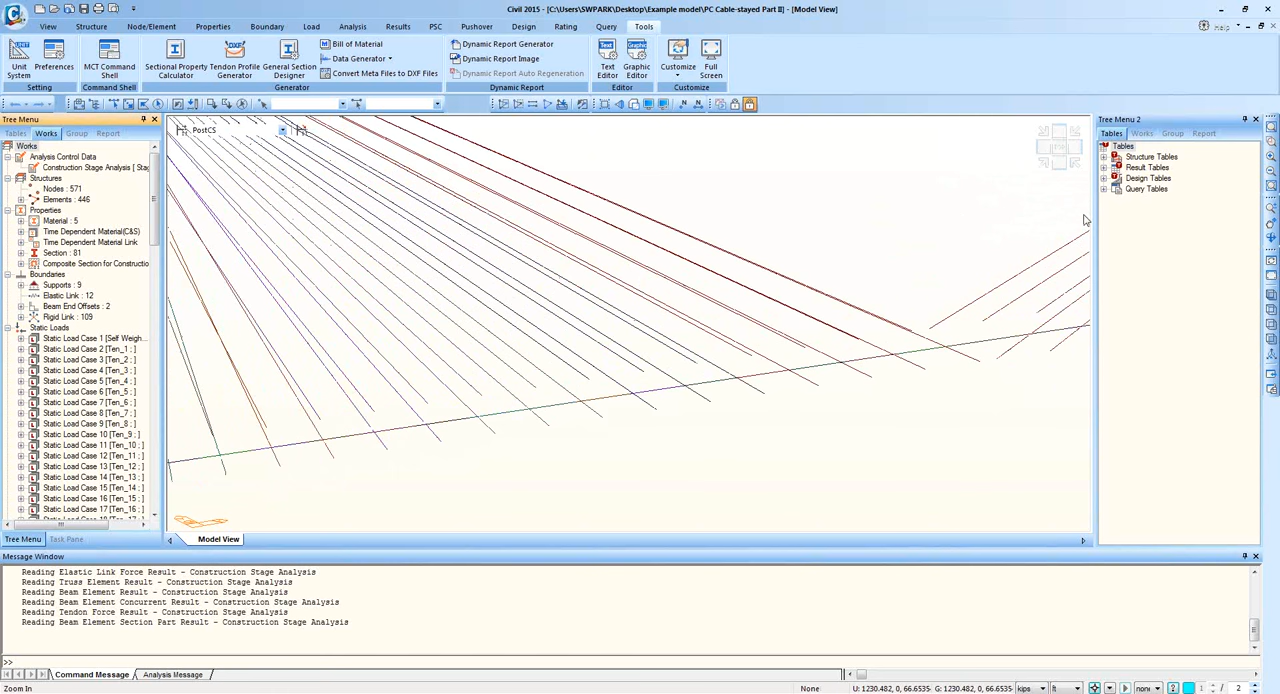 Civil 2015 - [C:\Users\SWPARK\Desktop\Example model\PC Cable-stayed Part II] - [Model View]
View Structure Node/Element Properties Boundary Load Analysis Results PSC Pushover Design Rating Query Tools
Help
Unit System
Preferences
MCT Command Shell
Sectional Property Calculator
Tendon Profile Generator
General Section Designer
Bill of Material
Data Generator
Convert Meta Files to DXF Files
Dynamic Report Generator
Dynamic Report Image
Dynamic Report Auto Regeneration
Text Editor
Graphic Editor
Customize
Full Screen
Setting Command Shell Generator Dynamic Report Editor Customize
Tree Menu
Tables Works Group Report
Works
Analysis Control Data
Construction Stage Analysis [ Stag
Structures
Nodes : 571
Elements : 446
Properties
Material : 5
Time Dependent Material(C&S)
Time Dependent Material Link
Section : 81
Composite Section for Constructio
Boundaries
Supports : 9
Elastic Link : 12
Beam End Offsets : 2
Rigid Link : 109
Static Loads
Static Load Case 1 [Self Weigh
Static Load Case 2 [Ten_1 ; ]
Static Load Case 3 [Ten_2 ; ]
Static Load Case 4 [Ten_3 ; ]
Static Load Case 5 [Ten_4 ; ]
Static Load Case 6 [Ten_5 ; ]
Static Load Case 7 [Ten_6 ; ]
Static Load Case 8 [Ten_7 ; ]
Static Load Case 9 [Ten_8 ; ]
Static Load Case 10 [Ten_9 ; ]
Static Load Case 11 [Ten_10 ; ]
Static Load Case 12 [Ten_11 ; ]
Static Load Case 13 [Ten_12 ; ]
Static Load Case 14 [Ten_13 ; ]
Static Load Case 15 [Ten_14 ; ]
Static Load Case 16 [Ten_15 ; ]
Static Load Case 17 [Ten_16 ; ]
Tree Menu Task Pane
PostCS
Model View
Tree Menu 2
Tables Works Group Report
Tables
Structure Tables
Result Tables
Design Tables
Query Tables
Message Window
Reading Elastic Link Force Result - Construction Stage Analysis
Reading Truss Element Result - Construction Stage Analysis
Reading Beam Element Result - Construction Stage Analysis
Reading Beam Element Concurrent Result - Construction Stage Analysis
Reading Tendon Force Result - Construction Stage Analysis
Reading Beam Element Section Part Result - Construction Stage Analysis
>>
Command Message Analysis Message
Zoom In
None
U: 1230.482, 0, 66.6535
G: 1230.482, 0, 66.6535
kips
ft
non
1 / 2